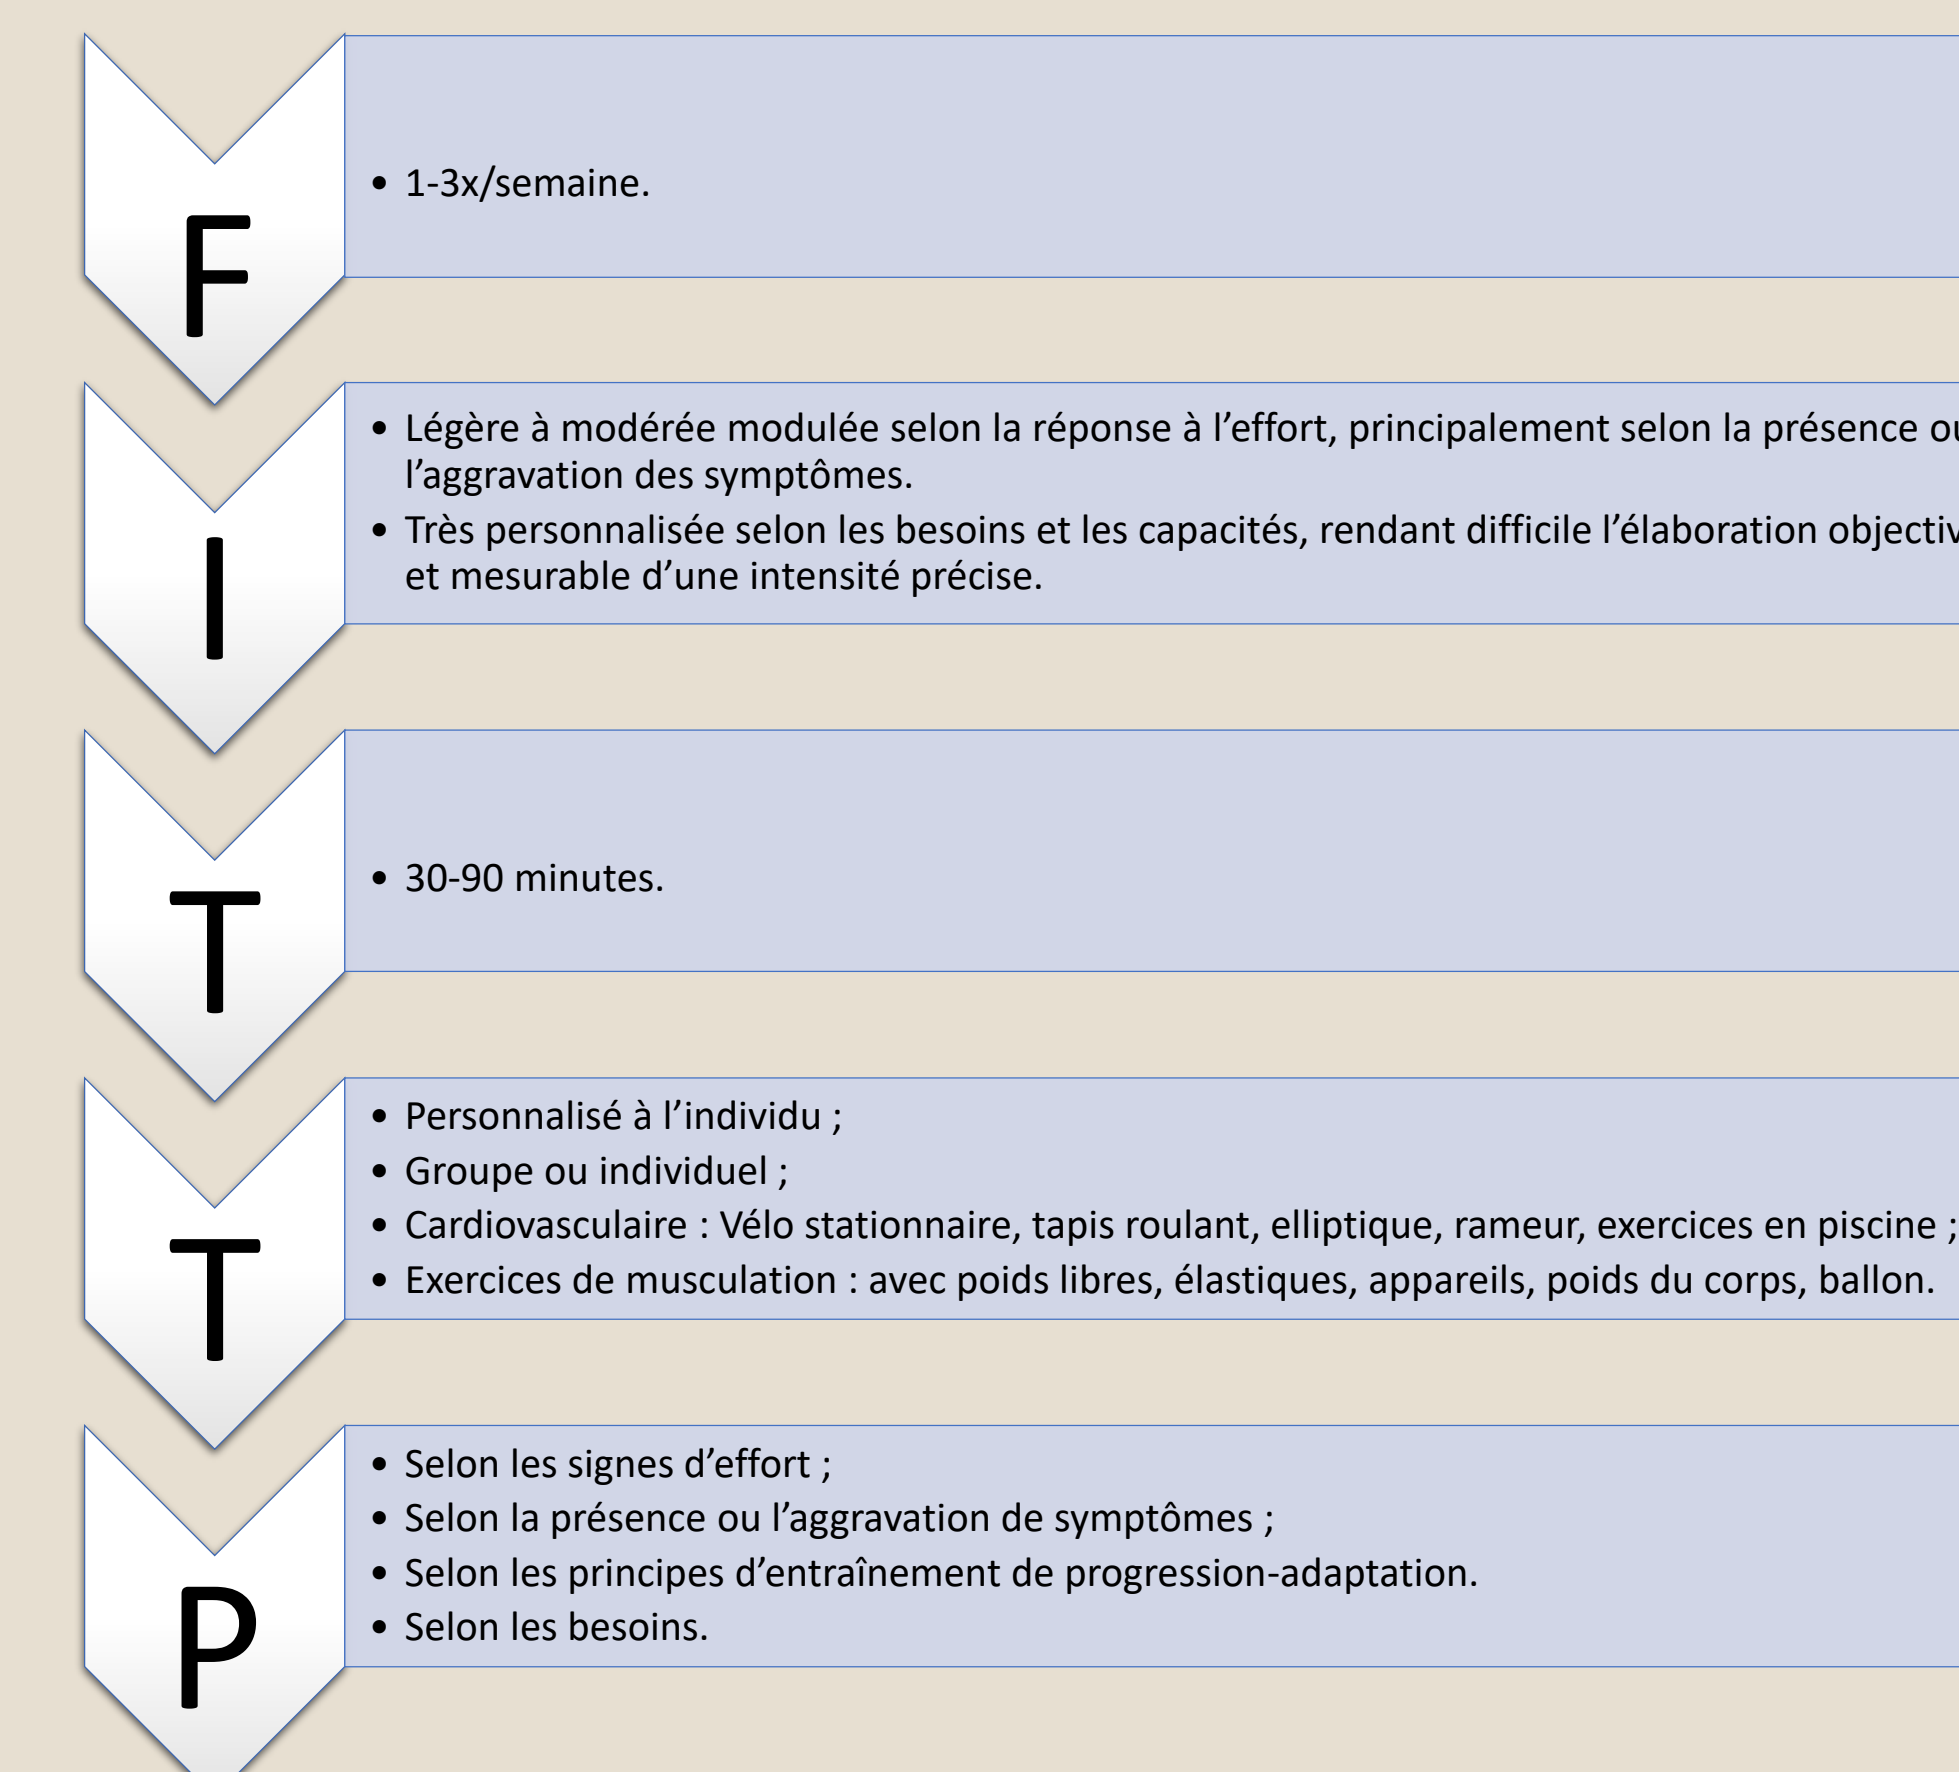 F
• 1-3x/semaine.
I
• Légère à modérée modulée selon la réponse à l’effort, principalement selon la présence
l’aggravation des symptômes.
• Très personnalisée selon les besoins et les capacités, rendant difficile l’élaboration
et mesurable d’une intensité précise.
T
• 30-90 minutes.
T
• Personnalisé à l’individu ;
• Groupe ou individuel ;
• Cardiovasculaire : Vélo stationnaire, tapis roulant, elliptique, rameur, exercices en piscine ;
• Exercices de musculation : avec poids libres, élastiques, appareils, poids du corps, ballon.
P
• Selon les signes d’effort ;
• Selon la présence ou l’aggravation de symptômes ;
• Selon les principes d’entraînement de progression-adaptation.
• Selon les besoins.